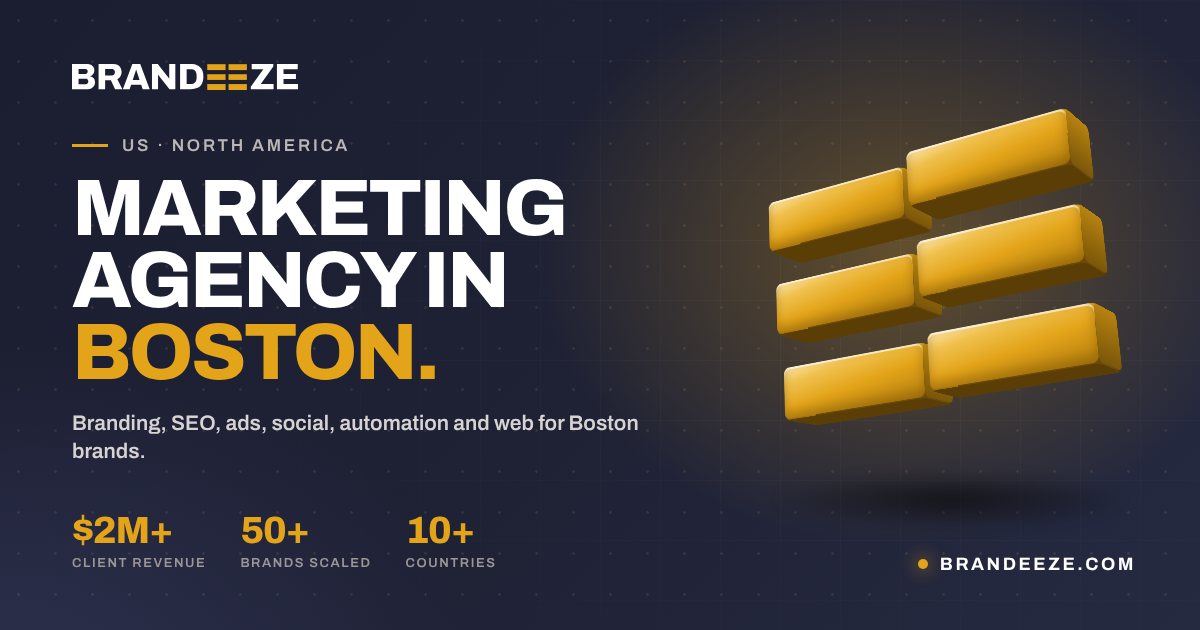 BRANDEEZE
US · NORTH AMERICA
MARKETING
AGENCY IN
BOSTON.
Branding, SEO, ads, social, automation and web for Boston
brands.
$2M+ 50+ 10+
CLIENT REVENUE BRANDS SCALED COUNTRIES
BRANDEEZE.COM